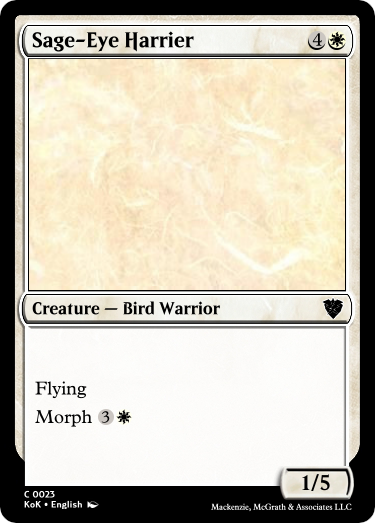 Sage-Eye Harrier 4
Creature — Bird Warrior
Flying
Morph 3
1/5
C 0023
KoK • English
Mackenzie, McGrath & Associates LLC